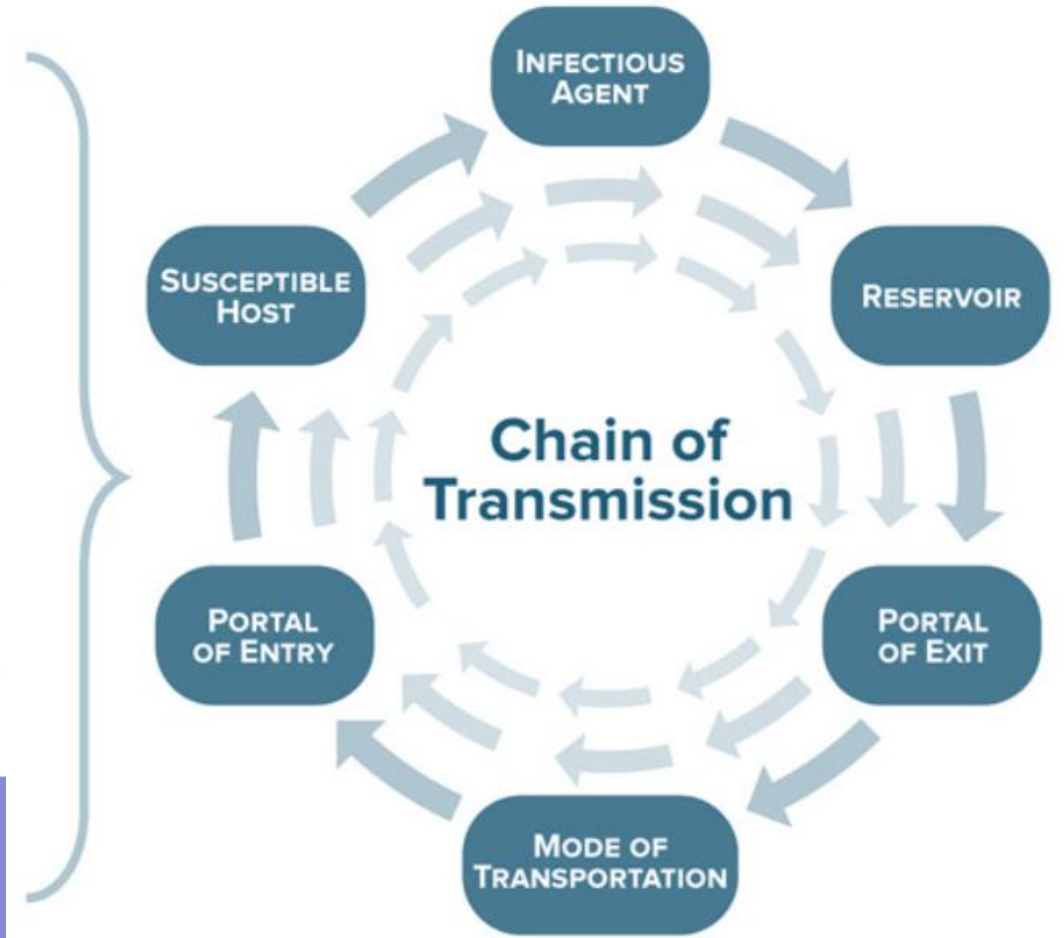 INFECTIOUS
AGENT
RESERVOIR
PORTAL
OF EXIT
MODE OF
TRANSPORTATION
PORTAL
OF ENTRY
SUSCEPTIBLE
HOST
Chain of
Transmission